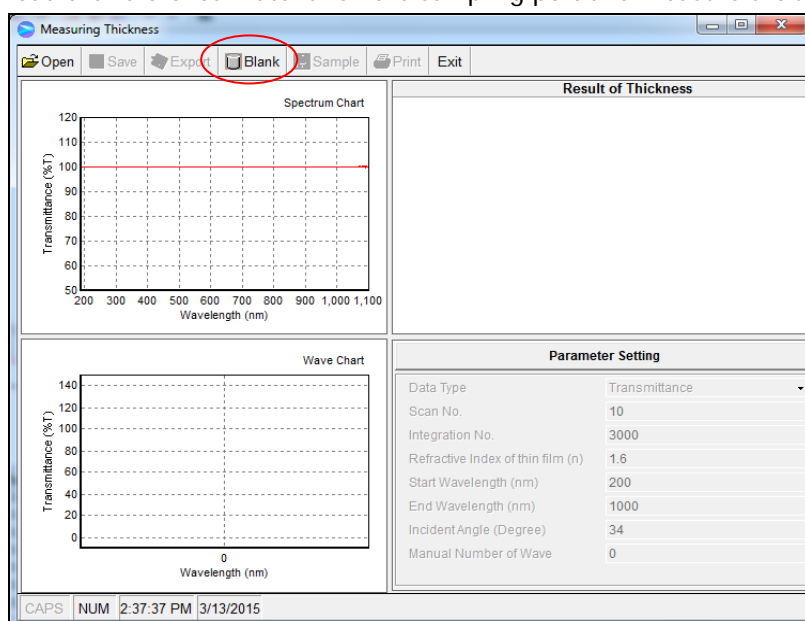 Measuring Thickness
Open Save Export Blank Sample Print Exit
Spectrum Chart
120
110
100
90
80
70
60
50
Transmittance (%T)
200 300 400 500 600 700 800 900 1,000 1,100
Wavelength (nm)
Result of Thickness
Wave Chart
140
120
100
80
60
40
20
0
Transmittance (%T)
0
Wavelength (nm)
Parameter Setting
Data Type Transmittance
Scan No. 10
Integration No. 3000
Refractive Index of thin film (n) 1.6
Start Wavelength (nm) 200
End Wavelength (nm) 1000
Incident Angle (Degree) 34
Manual Number of Wave 0
CAPS NUM 2:37:37 PM 3/13/2015